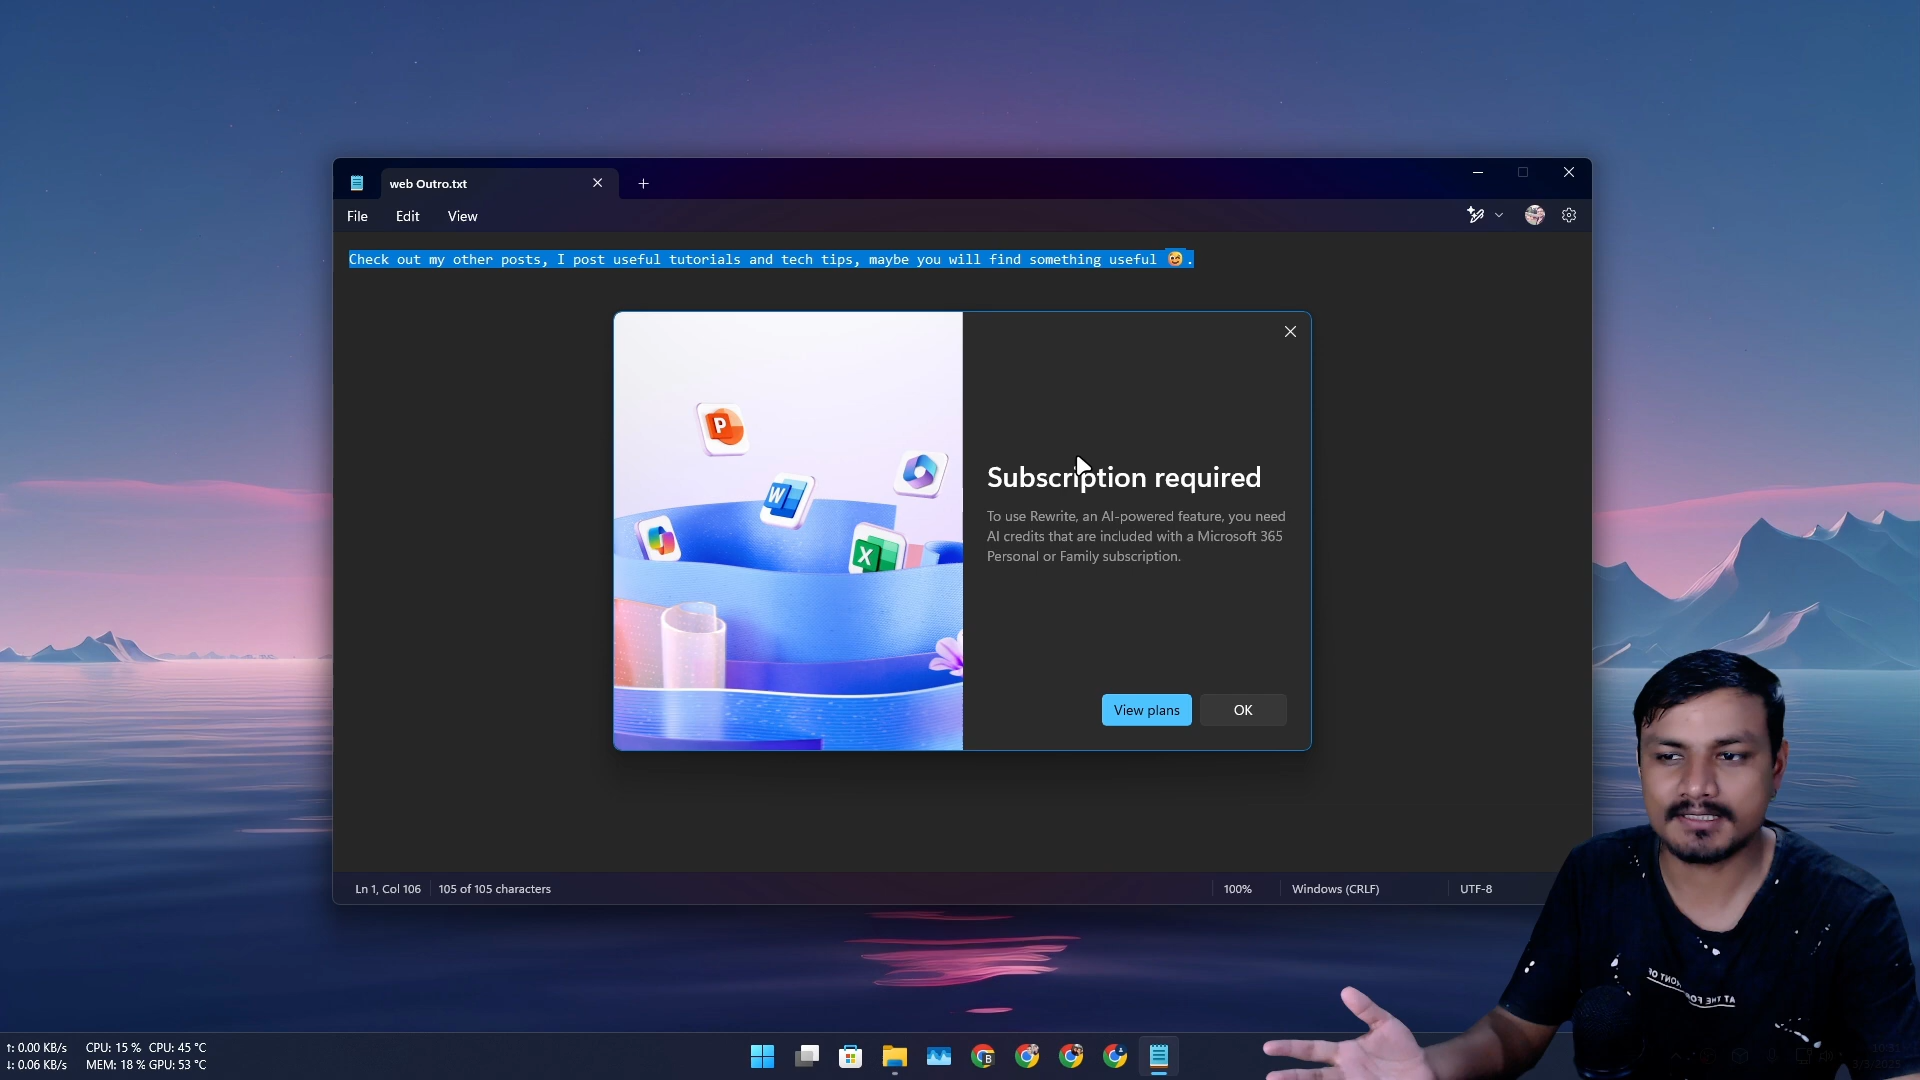 web Outro.txt
File Edit View
Check out my other posts, I post useful tutorials and tech tips, maybe you will find something useful 😉.
P
W
X
Subscription required
To use Rewrite, an AI-powered feature, you need
AI credits that are included with a Microsoft 365
Personal or Family subscription.
View plans OK
Ln 1, Col 106 105 of 105 characters 100% Windows (CRLF) UTF-8
↑: 0.00 KB/s CPU: 15 % CPU: 45 °C
↓: 0.06 KB/s MEM: 18 % GPU: 53 °C
B